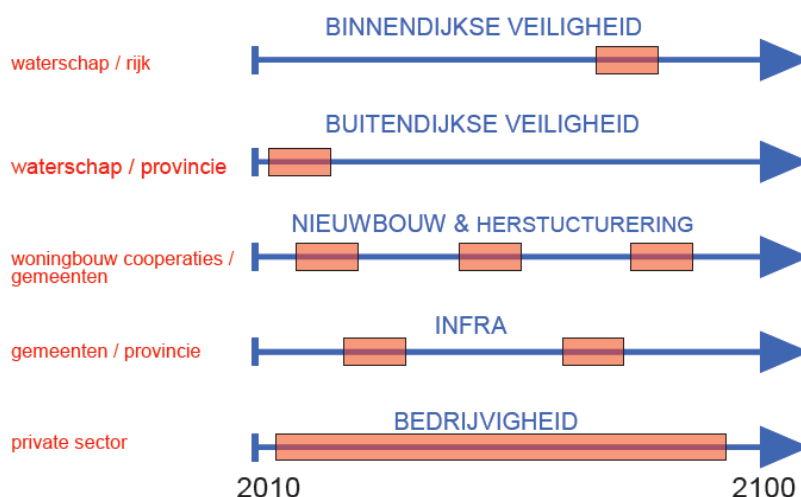 BINNENDIJKSE VEILIGHEID
waterschap / rijk
BUITENDIJKSE VEILIGHEID
waterschap / provincie
NIEUWBOUW & HERSTUCTURERING
woningbouw cooperaties /
gemeenten
INFRA
gemeenten / provincie
BEDRIJVIGHEID
private sector
2010
2100